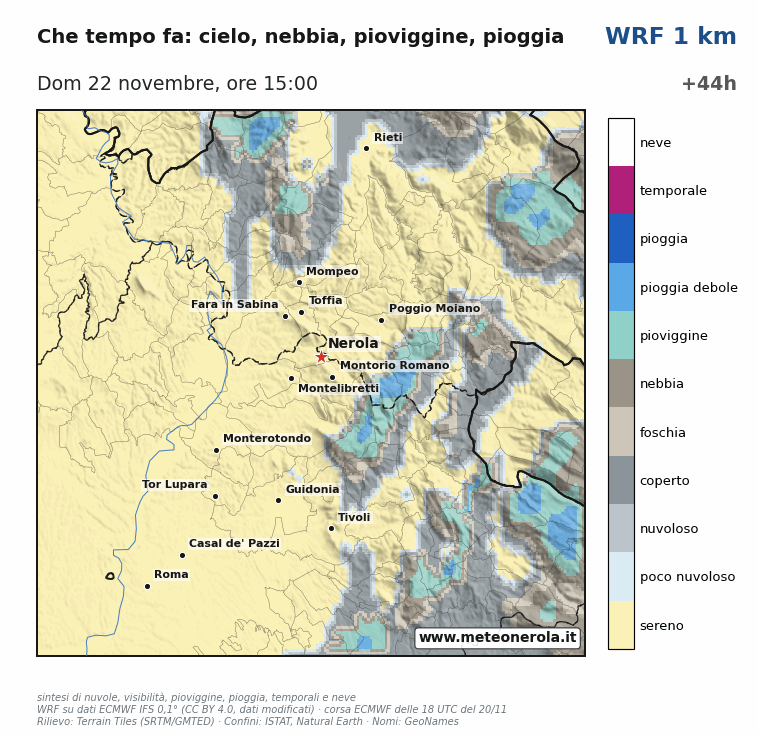 Che tempo fa: cielo, nebbia, pioviggine, pioggia
WRF 1 km
Dom 22 novembre, ore 15:00
+44h
Rieti
Mompeo
Fara in Sabina
Toffia
Poggio Moiano
Nerola
Montorio Romano
Montelibretti
Monterotondo
Tor Lupara
Guidonia
Tivoli
Casal de' Pazzi
Roma
www.meteonerola.it
neve
temporale
pioggia
pioggia debole
pioviggine
nebbia
foschia
coperto
nuvoloso
poco nuvoloso
sereno
sintesi di nuvole, visibilità, pioviggine, pioggia, temporali e neve
WRF su dati ECMWF IFS 0,1° (CC BY 4.0, dati modificati) · corsa ECMWF delle 18 UTC del 20/11
Rilievo: Terrain Tiles (SRTM/GMTED) · Confini: ISTAT, Natural Earth · Nomi: GeoNames